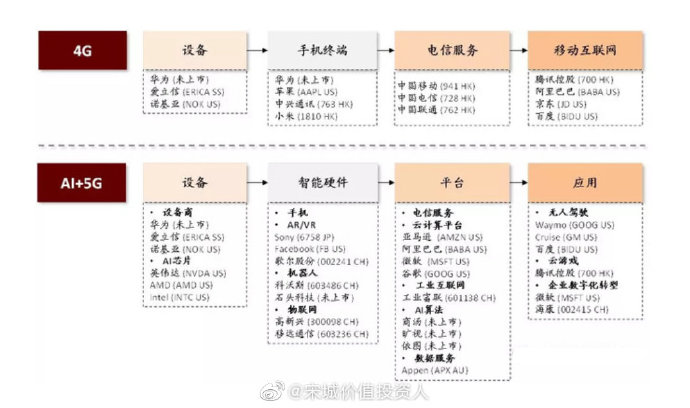 4G
设备
手机终端
电信服务
移动互联网
华为 (未上市)
爱立信 (ERICA SS)
诺基亚 (NOK US)
华为 (未上市)
苹果 (AAPL US)
中兴通讯 (763 HK)
小米 (1810 HK)
中国移动 (941 HK)
中国电信 (728 HK)
中国联通 (762 HK)
腾讯控股 (700 HK)
阿里巴巴 (BABA US)
京东 (JD US)
百度 (BIDU US)
AI+5G
设备
智能硬件
平台
应用
• 设备商
华为 (未上市)
爱立信 (ERICA SS)
诺基亚 (NOK US)
• AI芯片
英伟达 (NVDA US)
AMD (AMD US)
Intel (INTC US)
• 手机
• AR/VR
Sony (6758 JP)
Facebook (FB US)
歌尔股份 (002241 CH)
• 机器人
科沃斯 (603486 CH)
石头科技 (未上市)
• 物联网
高新兴 (300098 CH)
移远通信 (603236 CH)
• 电信服务
• 云计算平台
亚马逊 (AMZN US)
阿里巴巴 (BABA US)
微软 (MSFT US)
谷歌 (GOOG US)
• 工业互联网
工业富联 (601138 CH)
• AI算法
商汤 (未上市)
旷视 (未上市)
依图 (未上市)
• 数据服务
Appen (APX AU)
• 无人驾驶
Waymo (GOOG US)
Cruise (GM US)
百度 (BIDU US)
• 云游戏
腾讯控股 (700 HK)
• 企业数字化转型
微软 (MSFT US)
海康 (002415 CH)
@宋城价值投资人